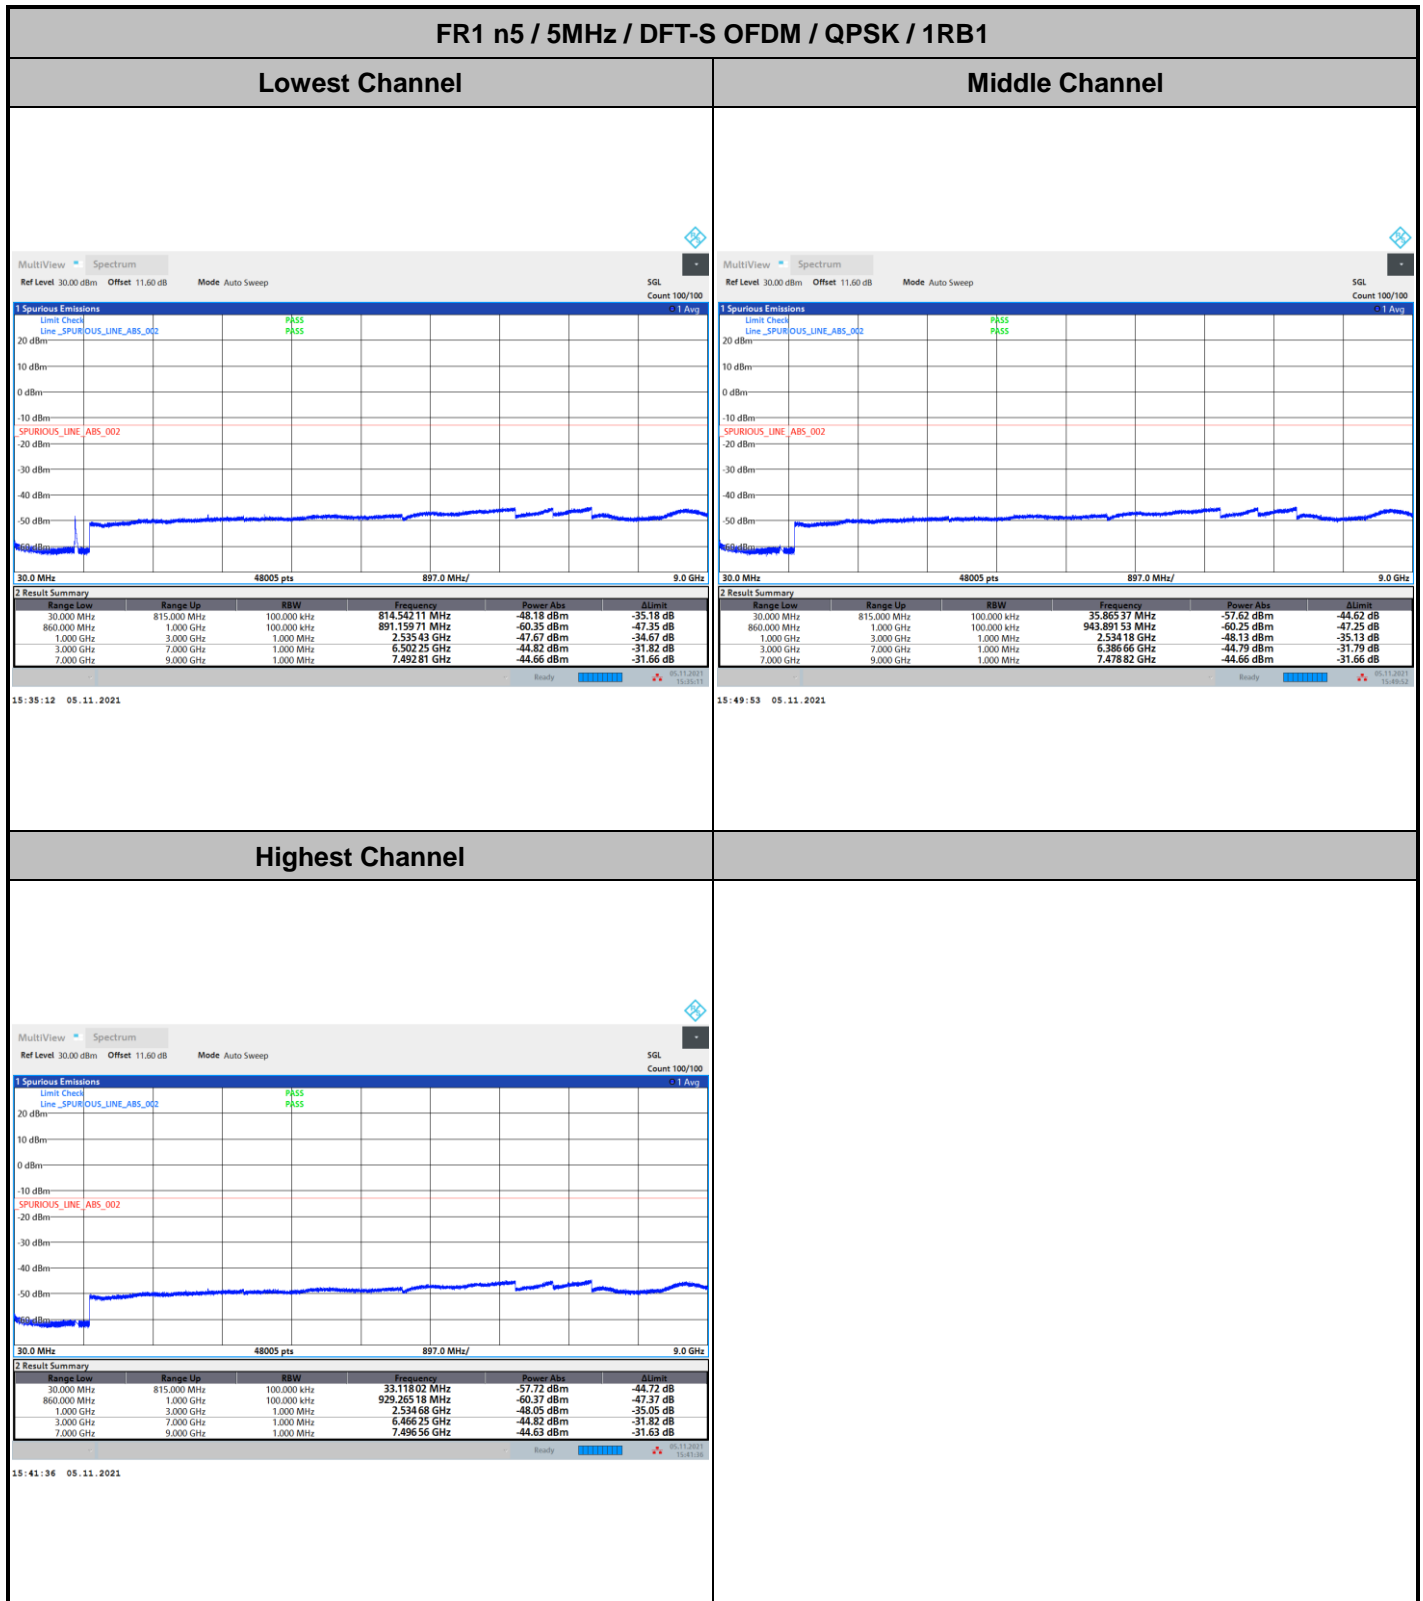 FR1 n5 / 5MHz / DFT-S OFDM / QPSK / 1RB1
Lowest Channel
MultiView Spectrum
Ref Level 30.00 dBm Offset 11.60 dB Mode Auto Sweep SGL
Count 100/100
1 Spurious Emissions 1 Avg
Limit Check PASS
Line _SPURIOUS_LINE_ABS_002 PASS
20 dBm
10 dBm
0 dBm
-10 dBm
_SPURIOUS_LINE_ABS_002
-20 dBm
-30 dBm
-40 dBm
-50 dBm
-60 dBm
30.0 MHz 48005 pts 897.0 MHz/ 9.0 GHz
2 Result Summary
Range Low Range Up RBW Frequency Power Abs ΔLimit
30.000 MHz 815.000 MHz 100.000 kHz 814.542 11 MHz -48.18 dBm -35.18 dB
860.000 MHz 1.000 GHz 100.000 kHz 891.159 71 MHz -60.35 dBm -47.35 dB
1.000 GHz 3.000 GHz 1.000 MHz 2.535 43 GHz -47.67 dBm -34.67 dB
3.000 GHz 7.000 GHz 1.000 MHz 6.502 25 GHz -44.82 dBm -31.82 dB
7.000 GHz 9.000 GHz 1.000 MHz 7.492 81 GHz -44.66 dBm -31.66 dB
Ready 05.11.2021
15:35:11
15:35:12 05.11.2021
Middle Channel
MultiView Spectrum
Ref Level 30.00 dBm Offset 11.60 dB Mode Auto Sweep SGL
Count 100/100
1 Spurious Emissions 1 Avg
Limit Check PASS
Line _SPURIOUS_LINE_ABS_002 PASS
20 dBm
10 dBm
0 dBm
-10 dBm
_SPURIOUS_LINE_ABS_002
-20 dBm
-30 dBm
-40 dBm
-50 dBm
-60 dBm
30.0 MHz 48005 pts 897.0 MHz/ 9.0 GHz
2 Result Summary
Range Low Range Up RBW Frequency Power Abs ΔLimit
30.000 MHz 815.000 MHz 100.000 kHz 35.865 37 MHz -57.62 dBm -44.62 dB
860.000 MHz 1.000 GHz 100.000 kHz 943.891 53 MHz -60.25 dBm -47.25 dB
1.000 GHz 3.000 GHz 1.000 MHz 2.534 18 GHz -48.13 dBm -35.13 dB
3.000 GHz 7.000 GHz 1.000 MHz 6.386 66 GHz -44.79 dBm -31.79 dB
7.000 GHz 9.000 GHz 1.000 MHz 7.478 82 GHz -44.66 dBm -31.66 dB
Ready 05.11.2021
15:49:52
15:49:53 05.11.2021
Highest Channel
MultiView Spectrum
Ref Level 30.00 dBm Offset 11.60 dB Mode Auto Sweep SGL
Count 100/100
1 Spurious Emissions 1 Avg
Limit Check PASS
Line _SPURIOUS_LINE_ABS_002 PASS
20 dBm
10 dBm
0 dBm
-10 dBm
_SPURIOUS_LINE_ABS_002
-20 dBm
-30 dBm
-40 dBm
-50 dBm
-60 dBm
30.0 MHz 48005 pts 897.0 MHz/ 9.0 GHz
2 Result Summary
Range Low Range Up RBW Frequency Power Abs ΔLimit
30.000 MHz 815.000 MHz 100.000 kHz 33.118 02 MHz -57.72 dBm -44.72 dB
860.000 MHz 1.000 GHz 100.000 kHz 929.265 18 MHz -60.37 dBm -47.37 dB
1.000 GHz 3.000 GHz 1.000 MHz 2.534 68 GHz -48.05 dBm -35.05 dB
3.000 GHz 7.000 GHz 1.000 MHz 6.466 25 GHz -44.82 dBm -31.82 dB
7.000 GHz 9.000 GHz 1.000 MHz 7.496 56 GHz -44.63 dBm -31.63 dB
Ready 05.11.2021
15:41:36
15:41:36 05.11.2021